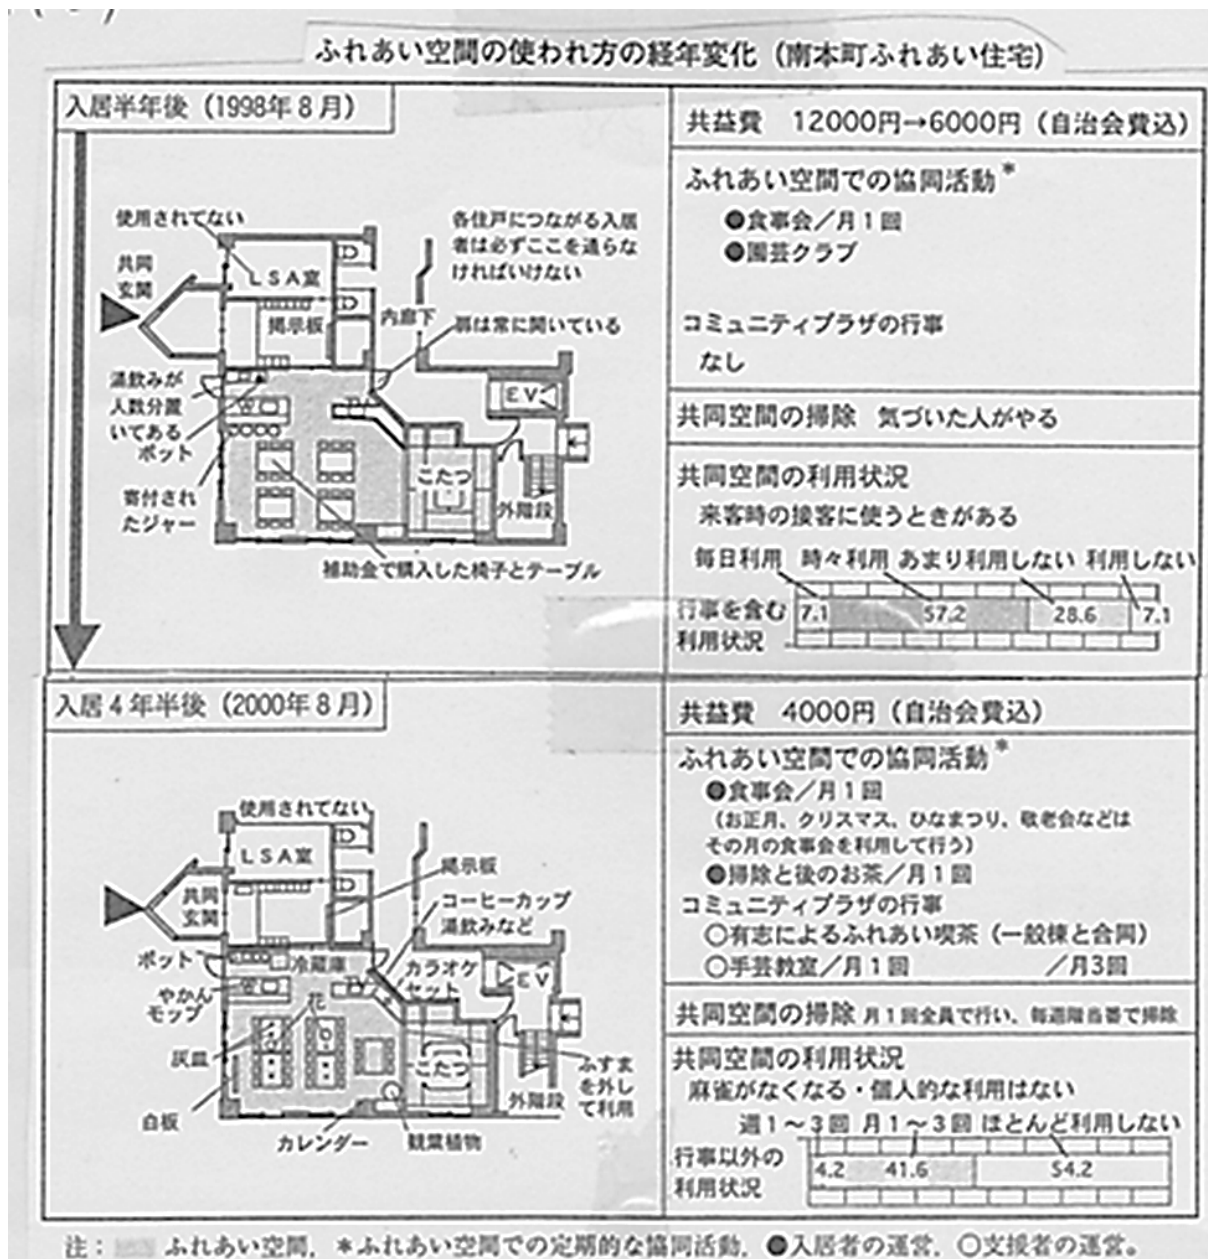 ふれあい空間の使われ方の経年変化（南本町ふれあい住宅）
入居半年後（1998年８月）
使用されてない
各住戸につながる入居
者は必ずここを通らな
ければいけない
共同
玄関
ＬＳＡ室
掲示板
内廊下
扉は常に開いている
湯飲みが
人数分置
いてある
ポット
ＥＶ
こたつ
寄付され
たジャー
外階段
補助金で購入した椅子とテーブル
共益費　12000円→6000円（自治会費込）
ふれあい空間での協同活動*
●食事会／月１回
●園芸クラブ
コミュニティプラザの行事
なし
共同空間の掃除　気づいた人がやる
共同空間の利用状況
来客時の接客に使うときがある
毎日利用　時々利用　あまり利用しない　利用しない
行事を含む
利用状況
7.1　57.2　28.6　7.1
入居４年半後（2000年８月）
使用されてない
ＬＳＡ室
掲示板
共同
玄関
コーヒーカップ
湯飲みなど
ポット
冷蔵庫
カラオケ
セット
ＥＶ
やかん
モップ
花
灰皿
こたつ
ふすま
を外し
て利用
白板
外階段
カレンダー
観葉植物
共益費　4000円（自治会費込）
ふれあい空間での協同活動*
●食事会／月１回
（お正月、クリスマス、ひなまつり、敬老会などは
その月の食事会を利用して行う）
●掃除と後のお茶／月１回
コミュニティプラザの行事
○有志によるふれあい喫茶（一般棟と合同）
○手芸教室／月１回　　／月3回
共同空間の掃除　月１回全員で行い、毎週階当番で掃除
共同空間の利用状況
麻雀がなくなる・個人的な利用はない
週１～３回　月１～３回　ほとんど利用しない
行事以外の
利用状況
4.2　41.6　54.2
注：　ふれあい空間，＊ふれあい空間での定期的な協同活動，●入居者の運営，○支援者の運営。